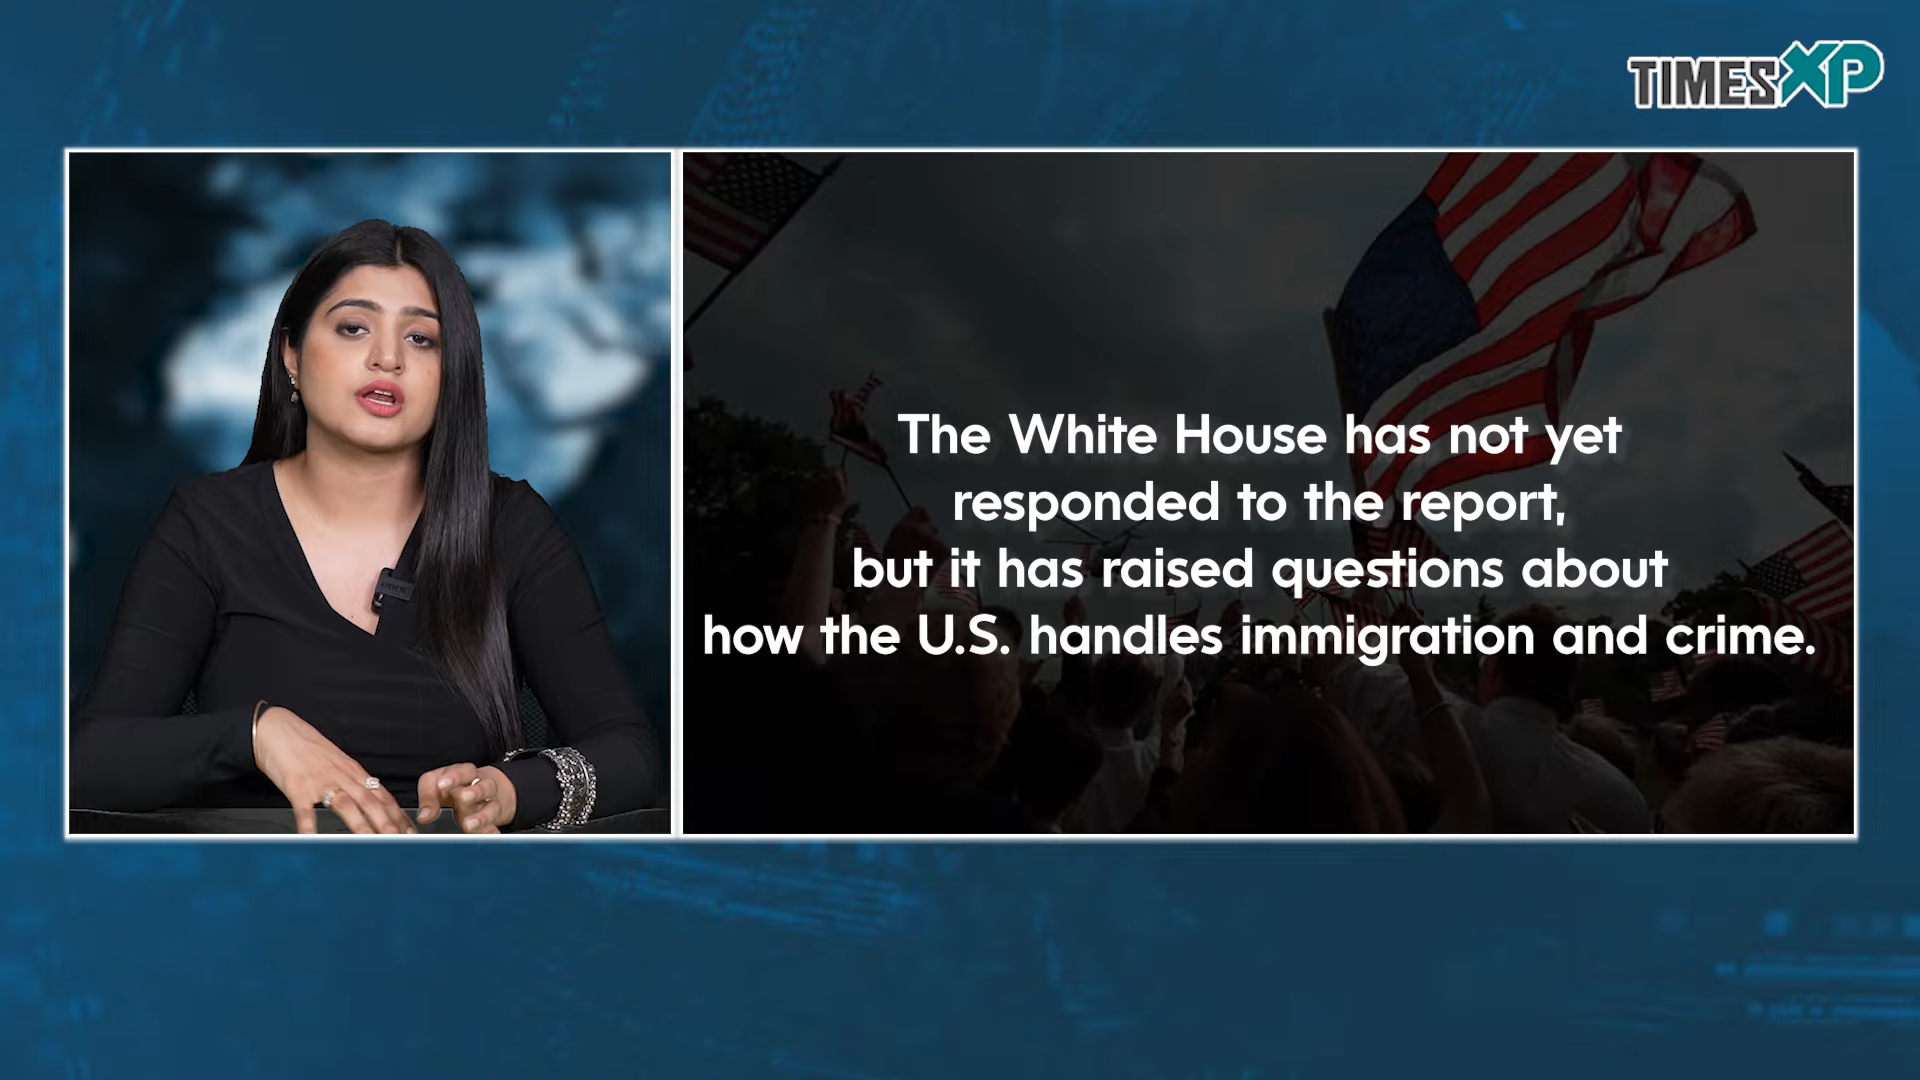 TIMESXP
The White House has not yet
responded to the report,
but it has raised questions about
how the U.S. handles immigration and crime.